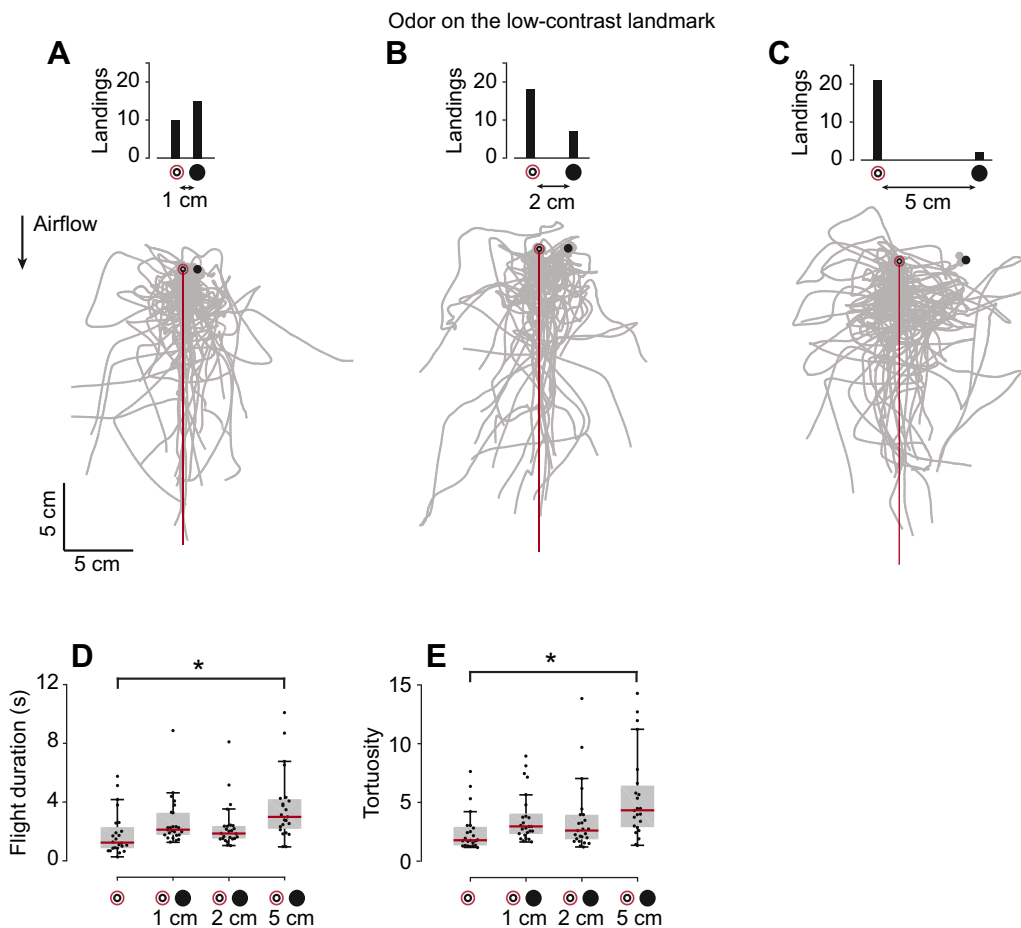 Odor on the low-contrast landmark
A
B
C
Landings
20
10
0
1 cm
Landings
20
10
0
2 cm
Landings
20
10
0
5 cm
Airflow
5 cm
5 cm
D
*
Flight duration (s)
12
8
4
0
1 cm
2 cm
5 cm
E
*
Tortuosity
15
10
5
0
1 cm
2 cm
5 cm